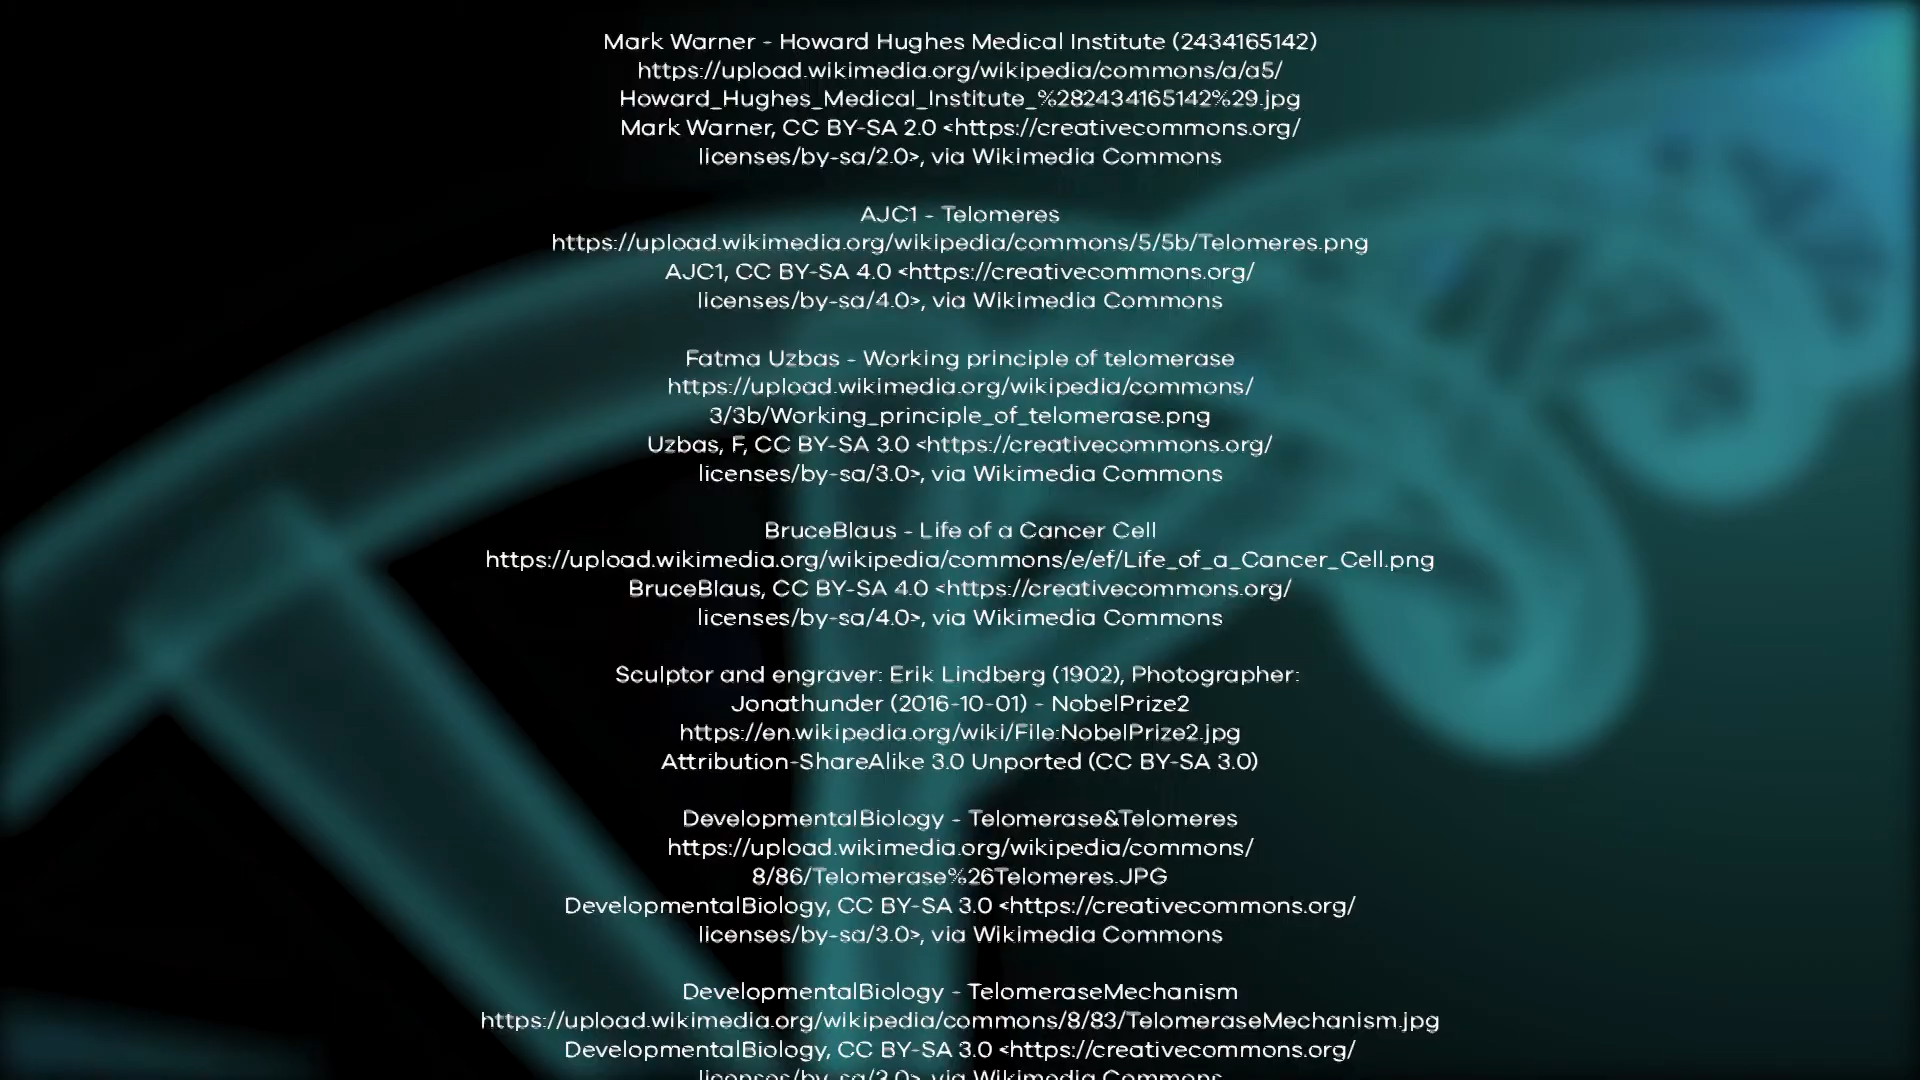 Mark Warner - Howard Hughes Medical Institute (2434165142)
https://upload.wikimedia.org/wikipedia/commons/a/a5/
Howard_Hughes_Medical_Institute_%282434165142%29.jpg
Mark Warner, CC BY-SA 2.0 <https://creativecommons.org/
licenses/by-sa/2.0>, via Wikimedia Commons
AJC1 - Telomeres
https://upload.wikimedia.org/wikipedia/commons/5/5b/Telomeres.png
AJC1, CC BY-SA 4.0 <https://creativecommons.org/
licenses/by-sa/4.0>, via Wikimedia Commons
Fatma Uzbas - Working principle of telomerase
https://upload.wikimedia.org/wikipedia/commons/
3/3b/Working_principle_of_telomerase.png
Uzbas, F, CC BY-SA 3.0 <https://creativecommons.org/
licenses/by-sa/3.0>, via Wikimedia Commons
BruceBlaus - Life of a Cancer Cell
https://upload.wikimedia.org/wikipedia/commons/e/ef/Life_of_a_Cancer_Cell.png
BruceBlaus, CC BY-SA 4.0 <https://creativecommons.org/
licenses/by-sa/4.0>, via Wikimedia Commons
Sculptor and engraver: Erik Lindberg (1902), Photographer:
Jonathunder (2016-10-01) - NobelPrize2
https://en.wikipedia.org/wiki/File:NobelPrize2.jpg
Attribution-ShareAlike 3.0 Unported (CC BY-SA 3.0)
DevelopmentalBiology - Telomerase&Telomeres
https://upload.wikimedia.org/wikipedia/commons/
8/86/Telomerase%26Telomeres.JPG
DevelopmentalBiology, CC BY-SA 3.0 <https://creativecommons.org/
licenses/by-sa/3.0>, via Wikimedia Commons
DevelopmentalBiology - TelomeraseMechanism
https://upload.wikimedia.org/wikipedia/commons/8/83/TelomeraseMechanism.jpg
DevelopmentalBiology, CC BY-SA 3.0 <https://creativecommons.org/
licenses/by-sa/3.0>, via Wikimedia Commons